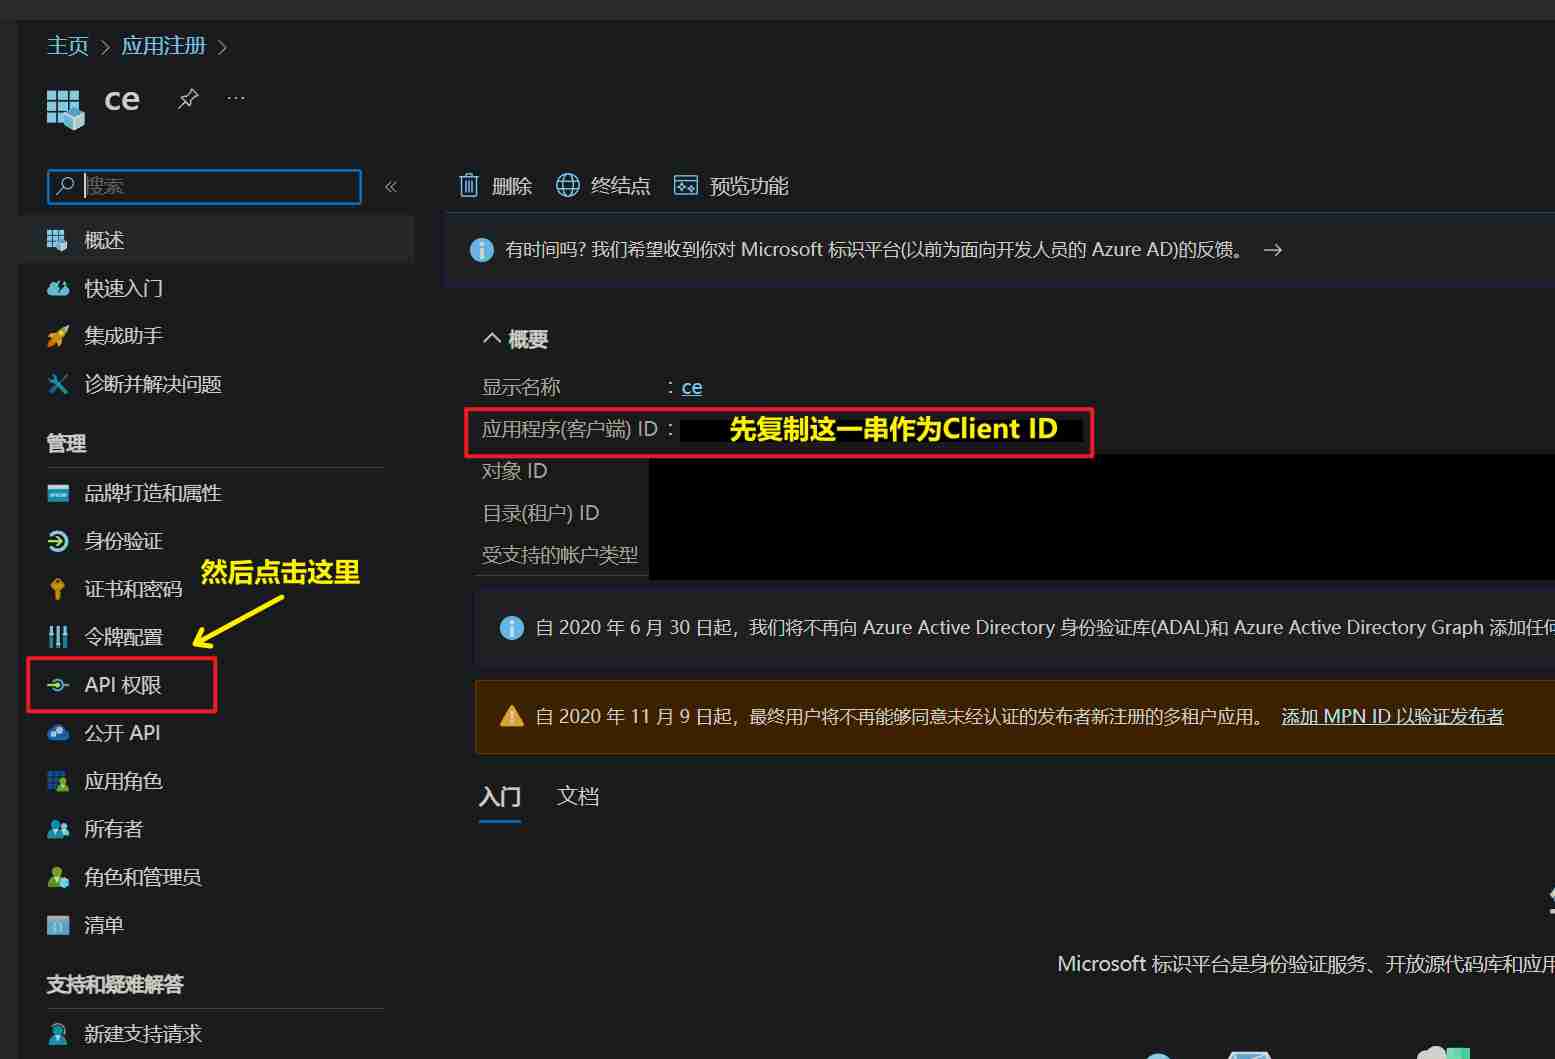 主页 > 应用注册 >
ce ...
搜索 «
删除 终结点 预览功能
概述
有时间吗? 我们希望收到你对 Microsoft 标识平台(以前为面向开发人员的 Azure AD)的反馈。 →
快速入门
集成助手
诊断并解决问题
管理
品牌打造和属性
身份验证
证书和密码
然后点击这里
令牌配置
API 权限
公开 API
应用角色
所有者
角色和管理员
清单
支持和疑难解答
新建支持请求
概要
显示名称 : ce
应用程序(客户端) ID : 先复制这一串作为Client ID
对象 ID
目录(租户) ID
受支持的帐户类型
自 2020 年 6 月 30 日起，我们将不再向 Azure Active Directory 身份验证库(ADAL)和 Azure Active Directory Graph 添加任何
自 2020 年 11 月 9 日起，最终用户将不再能够同意未经认证的发布者新注册的多租户应用。 添加 MPN ID 以验证发布者
入门 文档
Microsoft 标识平台是身份验证服务、开放源代码库和应用